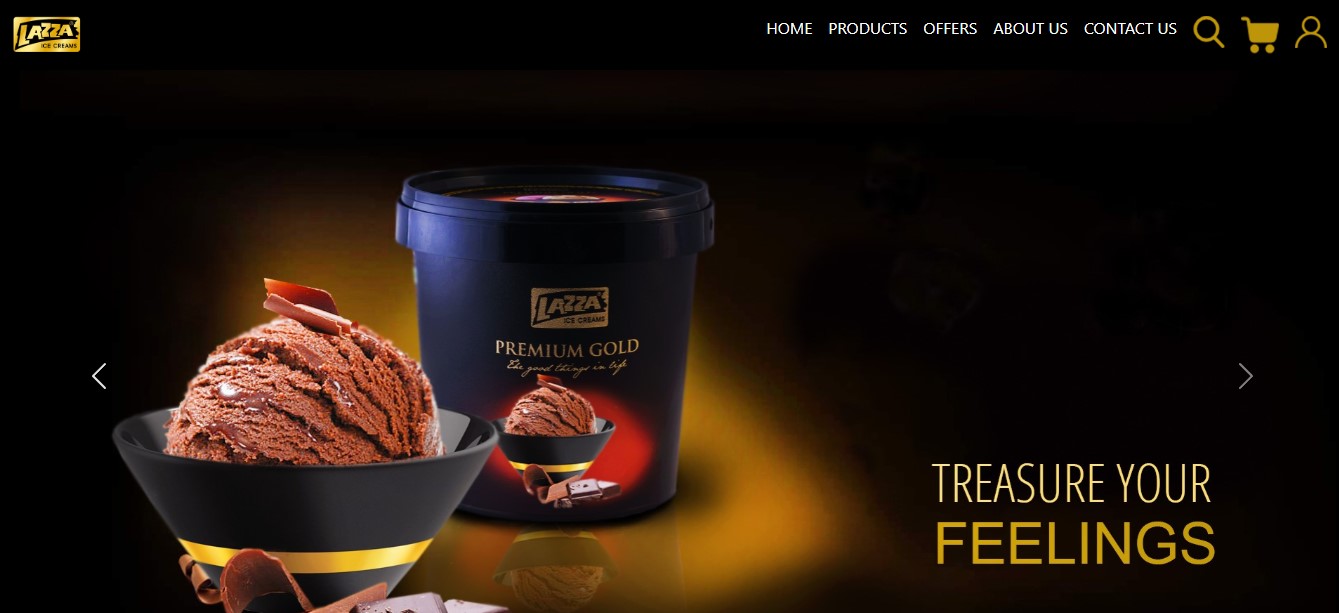 LAZZA
ICE CREAMS
HOME PRODUCTS OFFERS ABOUT US CONTACT US
LAZZA
ICE CREAMS
PREMIUM GOLD
The good things in life
TREASURE YOUR
FEELINGS